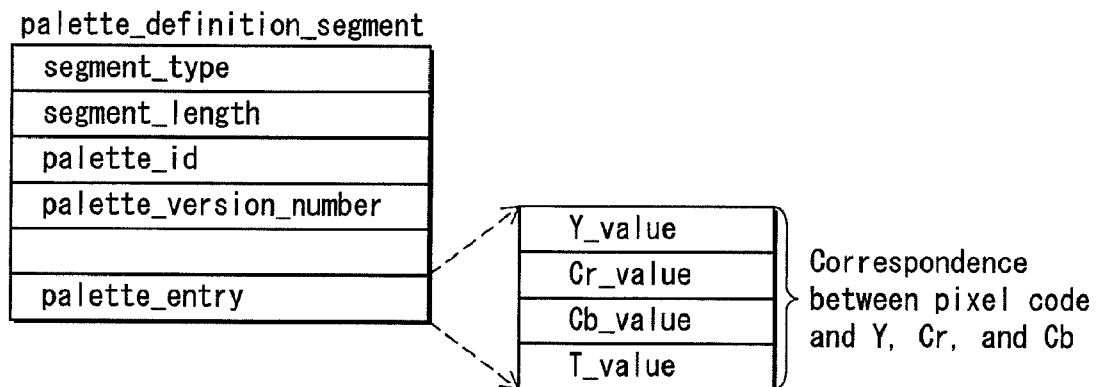 palette_definition_segment
segment_type
segment_length
palette_id
palette_version_number
palette_entry
Y_value
Cr_value
Cb_value
T_value
Correspondence
between pixel code
and Y, Cr, and Cb